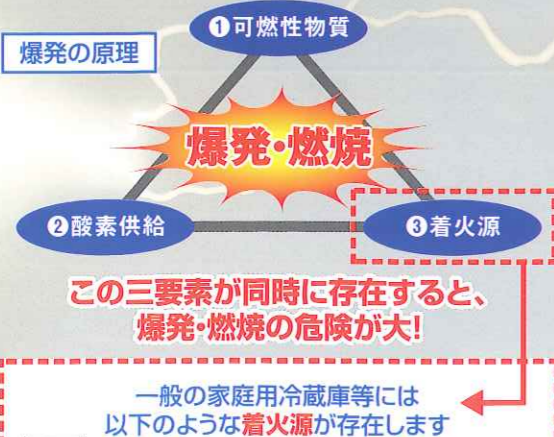 ❶可燃性物質
爆発の原理
爆発・燃焼
❷酸素供給
❸着火源
この三要素が同時に存在すると、
爆発・燃焼の危険が大!
一般の家庭用冷蔵庫等には
以下のような着火源が存在します